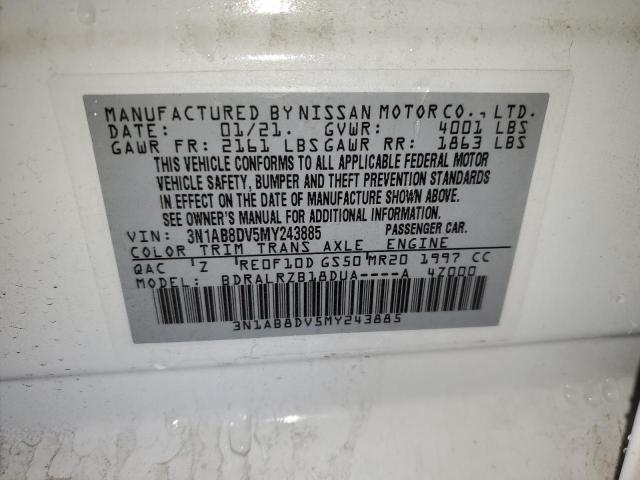 MANUFACTURED BY NISSAN MOTOR CO., LTD.
DATE: 01/21. GVWR: 4001 LBS
GAWR FR: 2161 LBS GAWR RR: 1863 LBS
THIS VEHICLE CONFORMS TO ALL APPLICABLE FEDERAL MOTOR
VEHICLE SAFETY, BUMPER AND THEFT PREVENTION STANDARDS
IN EFFECT ON THE DATE OF MANUFACTURE SHOWN ABOVE.
SEE OWNER'S MANUAL FOR ADDITIONAL INFORMATION.
VIN: 3N1AB8DV5MY243885 PASSENGER CAR.
COLOR TRIM TRANS AXLE ENGINE
QAC Z RE0F10D GS50 MR20 1997 CC
MODEL: BDRALRZB18DUA----A 4Z000
3N1AB8DV5MY243885